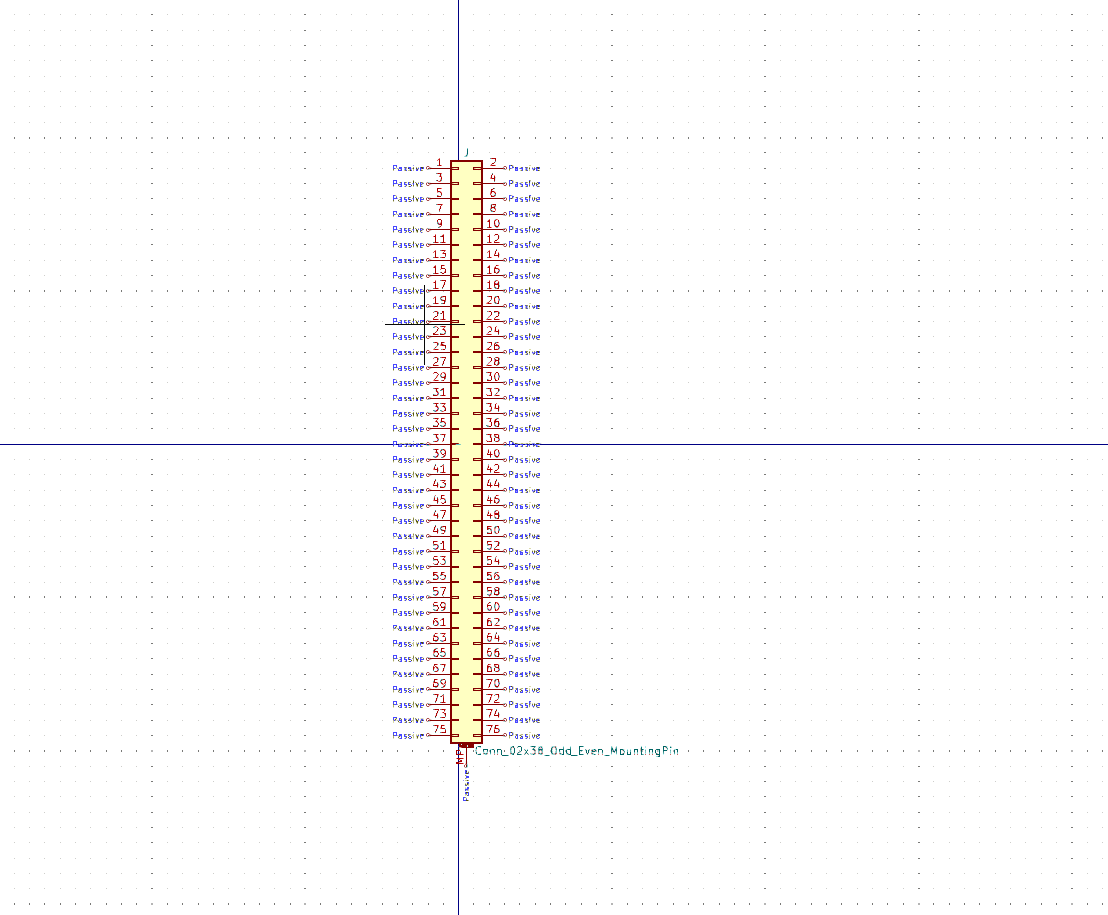 J
Passive 1 2 Passive
Passive 3 4 Passive
Passive 5 6 Passive
Passive 7 8 Passive
Passive 9 10 Passive
Passive 11 12 Passive
Passive 13 14 Passive
Passive 15 16 Passive
Passive 17 18 Passive
Passive 19 20 Passive
Passive 21 22 Passive
Passive 23 24 Passive
Passive 25 26 Passive
Passive 27 28 Passive
Passive 29 30 Passive
Passive 31 32 Passive
Passive 33 34 Passive
Passive 35 36 Passive
Passive 37 38 Passive
Passive 39 40 Passive
Passive 41 42 Passive
Passive 43 44 Passive
Passive 45 46 Passive
Passive 47 48 Passive
Passive 49 50 Passive
Passive 51 52 Passive
Passive 53 54 Passive
Passive 55 56 Passive
Passive 57 58 Passive
Passive 59 60 Passive
Passive 61 62 Passive
Passive 63 64 Passive
Passive 65 66 Passive
Passive 67 68 Passive
Passive 69 70 Passive
Passive 71 72 Passive
Passive 73 74 Passive
Passive 75 76 Passive
MP Conn_02x38_Odd_Even_MountingPin
Passive